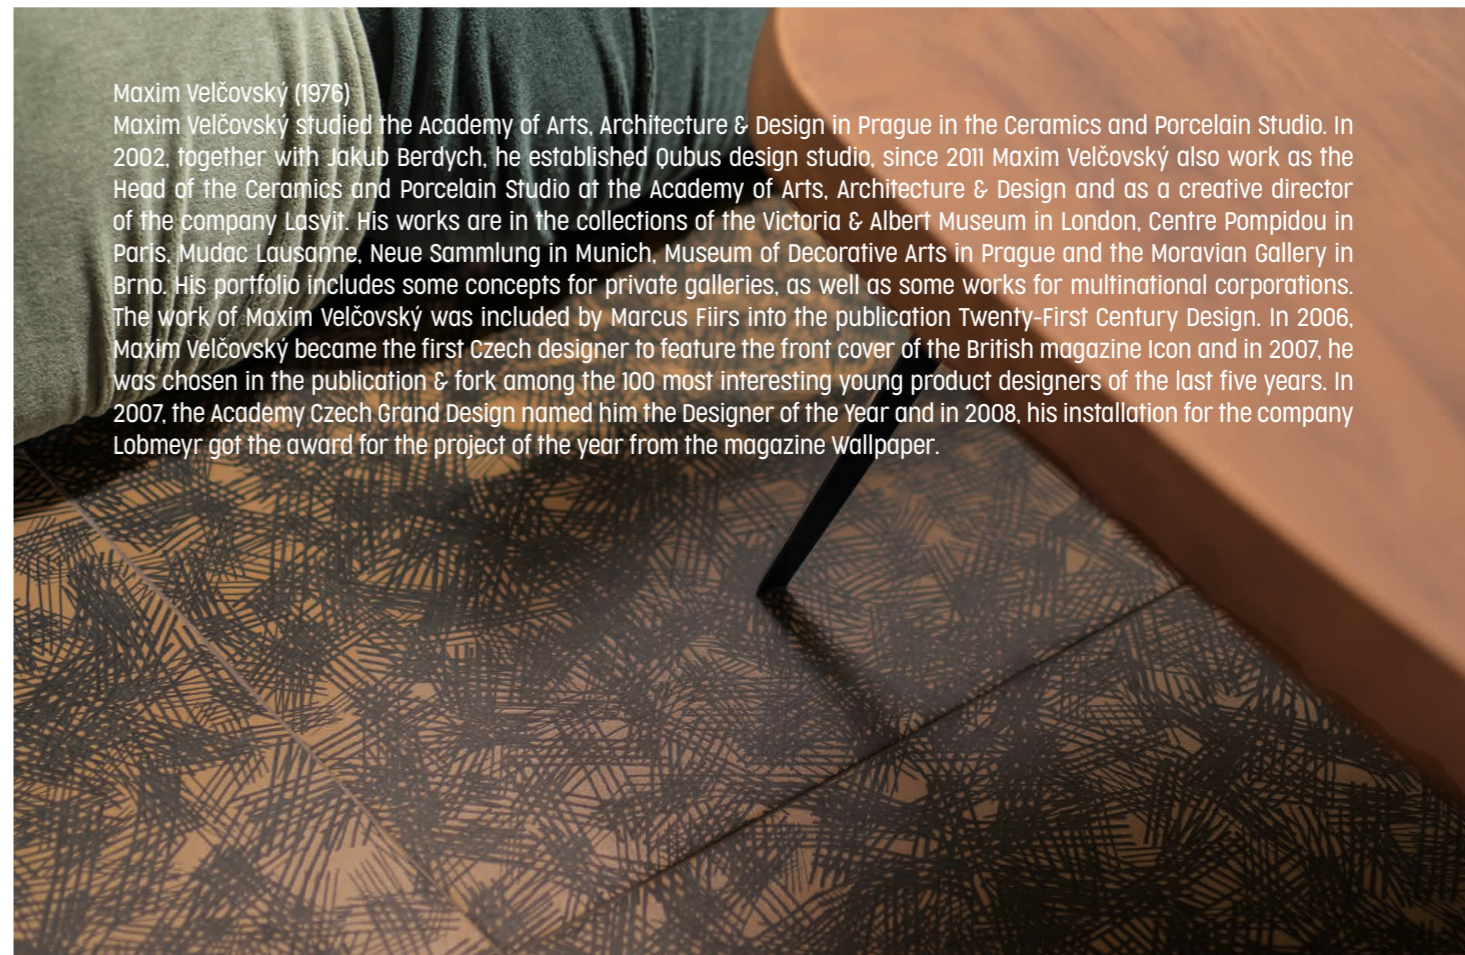 Maxim Velčovský (1976)
Maxim Velčovský studied the Academy of Arts, Architecture & Design in Prague in the Ceramics and Porcelain Studio. In
2002, together with Jakub Berdych, he established Qubus design studio, since 2011 Maxim Velčovský also work as the
Head of the Ceramics and Porcelain Studio at the Academy of Arts, Architecture & Design and as a creative director
of the company Lasvit. His works are in the collections of the Victoria & Albert Museum in London, Centre Pompidou in
Paris, Mudac Lausanne, Neue Sammlung in Munich, Museum of Decorative Arts in Prague and the Moravian Gallery in
Brno. His portfolio includes some concepts for private galleries, as well as some works for multinational corporations.
The work of Maxim Velčovský was included by Marcus Fiirs into the publication Twenty-First Century Design. In 2006,
Maxim Velčovský became the first Czech designer to feature the front cover of the British magazine Icon and in 2007, he
was chosen in the publication & fork among the 100 most interesting young product designers of the last five years. In
2007, the Academy Czech Grand Design named him the Designer of the Year and in 2008, his installation for the company
Lobmeyr got the award for the project of the year from the magazine Wallpaper.